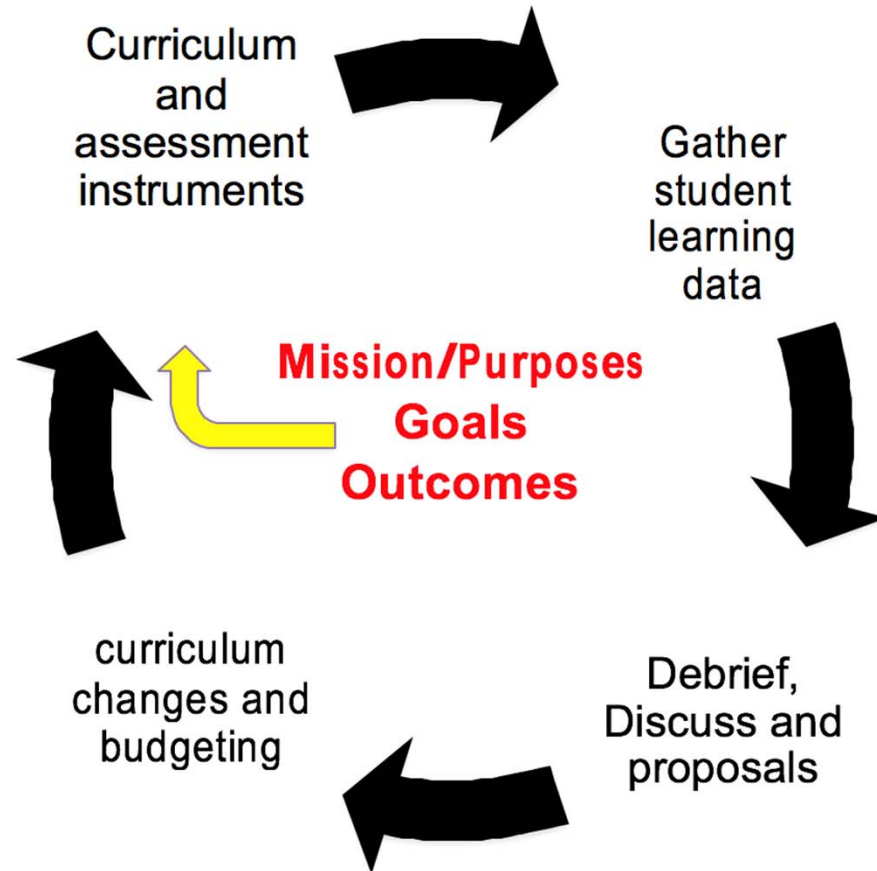 Curriculum
and
assessment
instruments
Gather
student
learning
data
Mission/Purposes
Goals
Outcomes
curriculum
changes and
budgeting
Debrief,
Discuss and
proposals